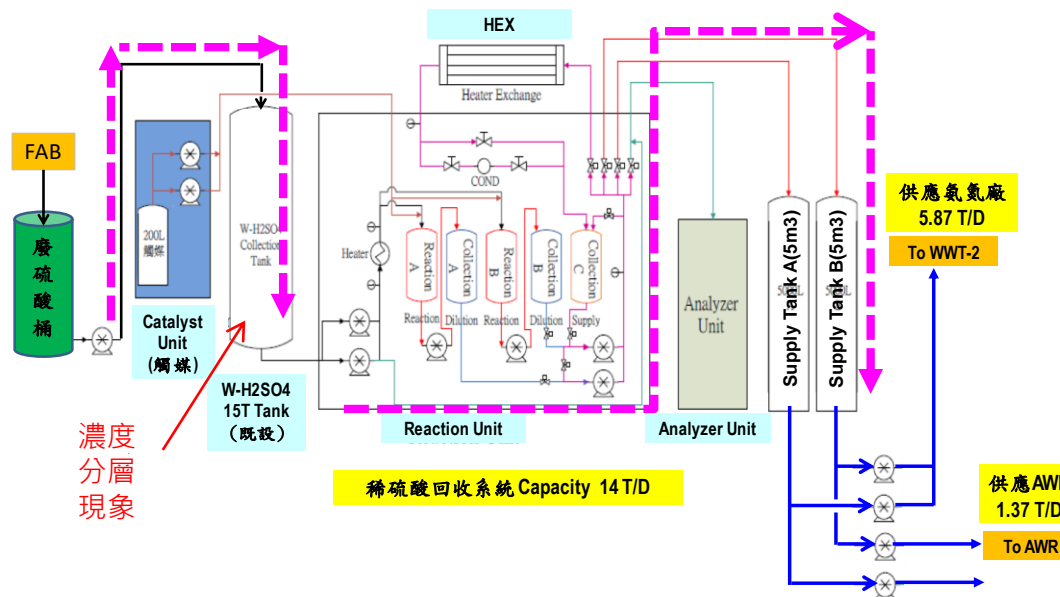 HEX
Heater Exchange
FAB
廢
硫
酸
桶
200L
觸媒
Catalyst
Unit
(觸媒)
W-H2SO4
Collection
Tank
W-H2SO4
15T Tank
(既設)
濃度
分層
現象
COND
Heater
Reaction
A
Collection
A
Reaction
B
Collection
B
Collection
C
Reaction
Dilution
Reaction
Dilution
Supply
Reaction Unit
Analyzer
Unit
Analyzer Unit
Supply Tank A(5m3)
Supply Tank B(5m3)
供應氨氮廠
5.87 T/D
To WWT-2
稀硫酸回收系統 Capacity 14 T/D
供應AW
1.37 T/D
To AWR